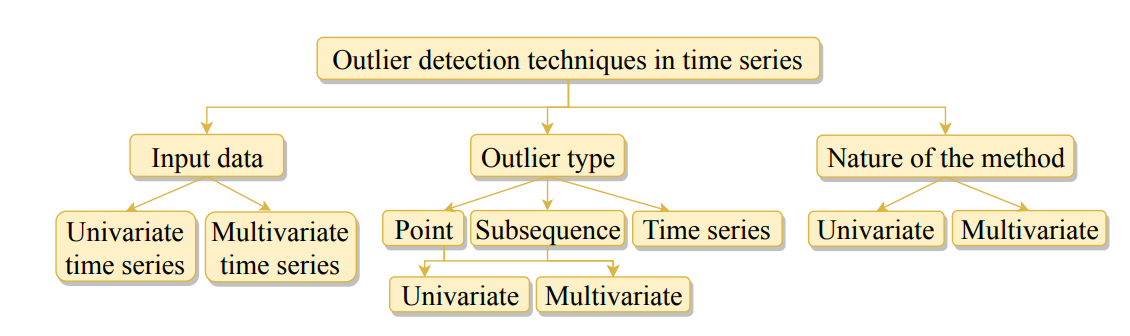 Outlier detection techniques in time series
Input data
Outlier type
Nature of the method
Univariate
time series
Multivariate
time series
Point
Subsequence
Time series
Univariate
Multivariate
Univariate
Multivariate